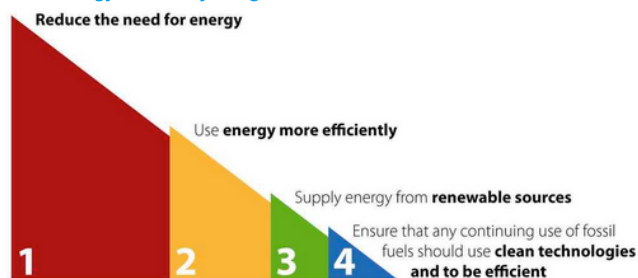 Reduce the need for energy
Use energy more efficiently
Supply energy from renewable sources
Ensure that any continuing use of fossil
fuels should use clean technologies
and to be efficient
1 2 3 4